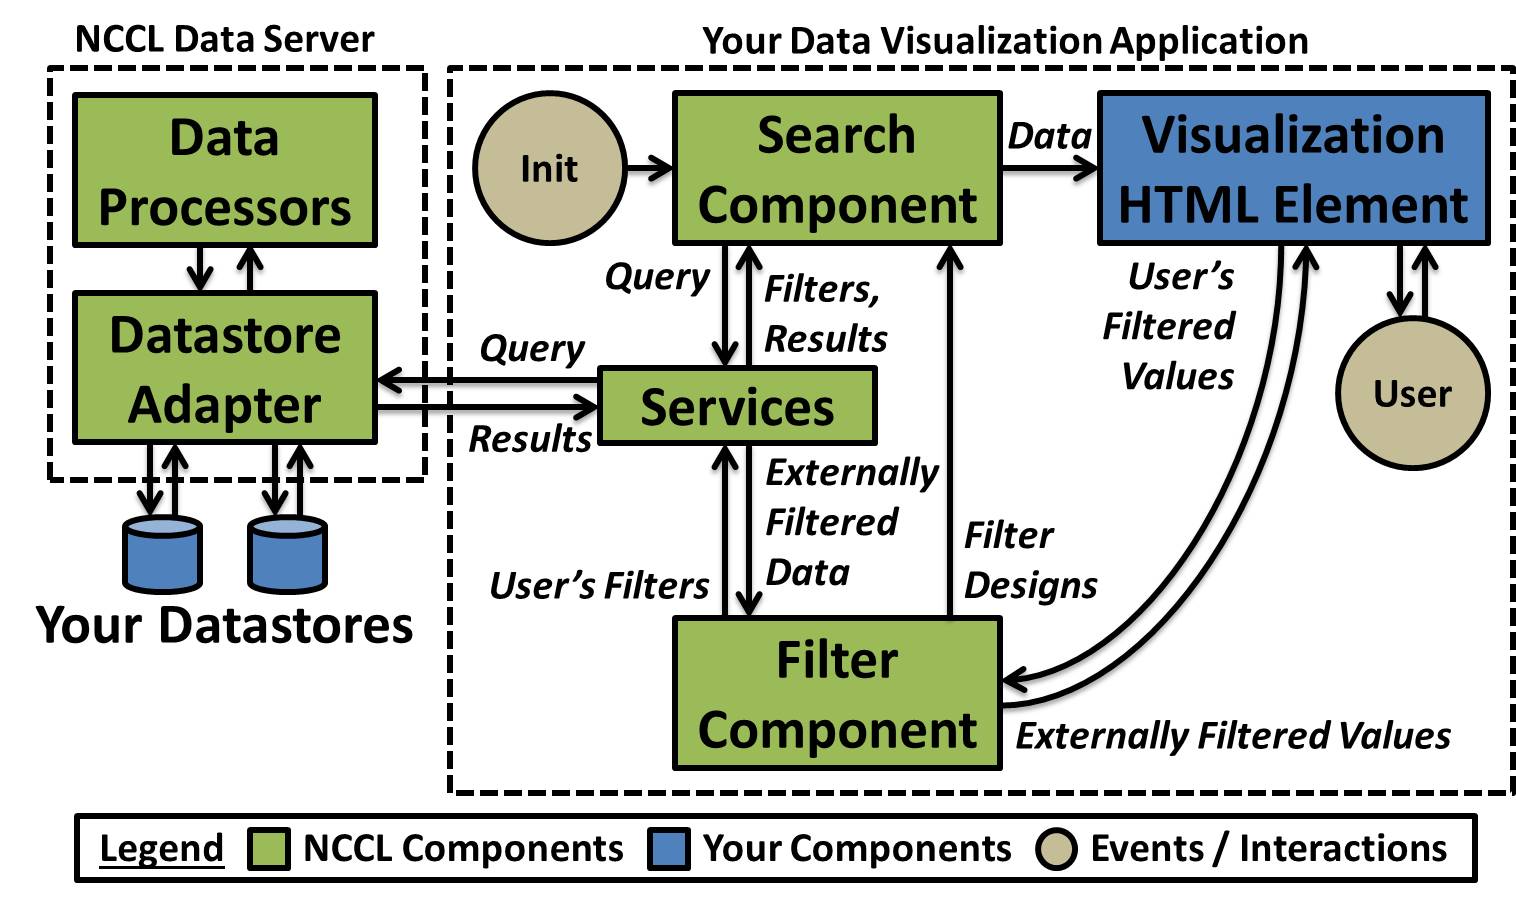 NCCL Data Server
Your Data Visualization Application
Data
Processors
Datastore
Adapter
Your Datastores
Init
Search
Component
Data
Visualization
HTML Element
Query
Filters,
Results
User's
Filtered
Values
User
Query
Results
Services
Externally
Filtered
Data
User's Filters
Filter
Designs
Filter
Component
Externally Filtered Values
Legend
NCCL Components
Your Components
Events / Interactions